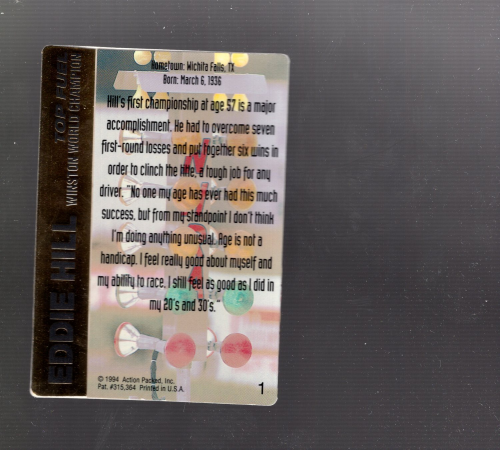 Hometown: Wichita Falls, TX
Born: March 6, 1936
Hill's first championship at age 57 is a major
accomplishment. He had to overcome seven
first-round losses and put together six wins in
order to clinch the title, a tough job for any
driver. "No one my age has ever had this much
success, but from my standpoint I don't think
I'm doing anything unusual. Age is not a
handicap. I feel really good about myself and
my ability to race. I still feel as good as I did in
my 20's and 30's."
EDDIE HILL
TOP FUEL
WINSTON WORLD CHAMPION
© 1994 Action Packed, Inc.
Pat. #315,364 Printed in U.S.A.
1